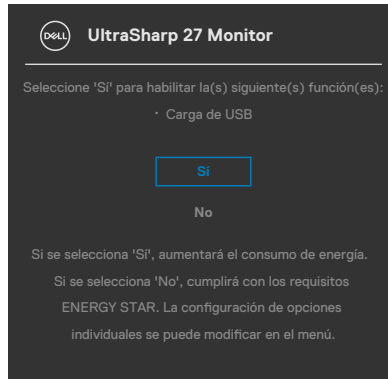 DELL
UltraSharp 27 Monitor
Seleccione 'Sí' para habilitar la(s) siguiente(s) función(es):
· Carga de USB
Sí
No
Si se selecciona 'Sí', aumentará el consumo de energía.
Si se selecciona 'No', cumplirá con los requisitos
ENERGY STAR. La configuración de opciones
individuales se puede modificar en el menú.